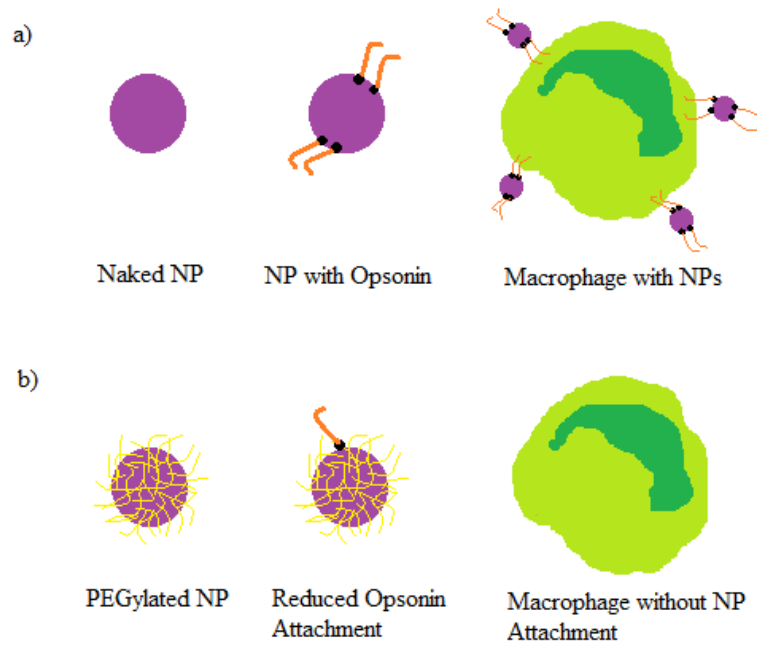 a)
Naked NP
NP with Opsonin
Macrophage with NPs
b)
PEGylated NP
Reduced Opsonin
Attachment
Macrophage without NP
Attachment